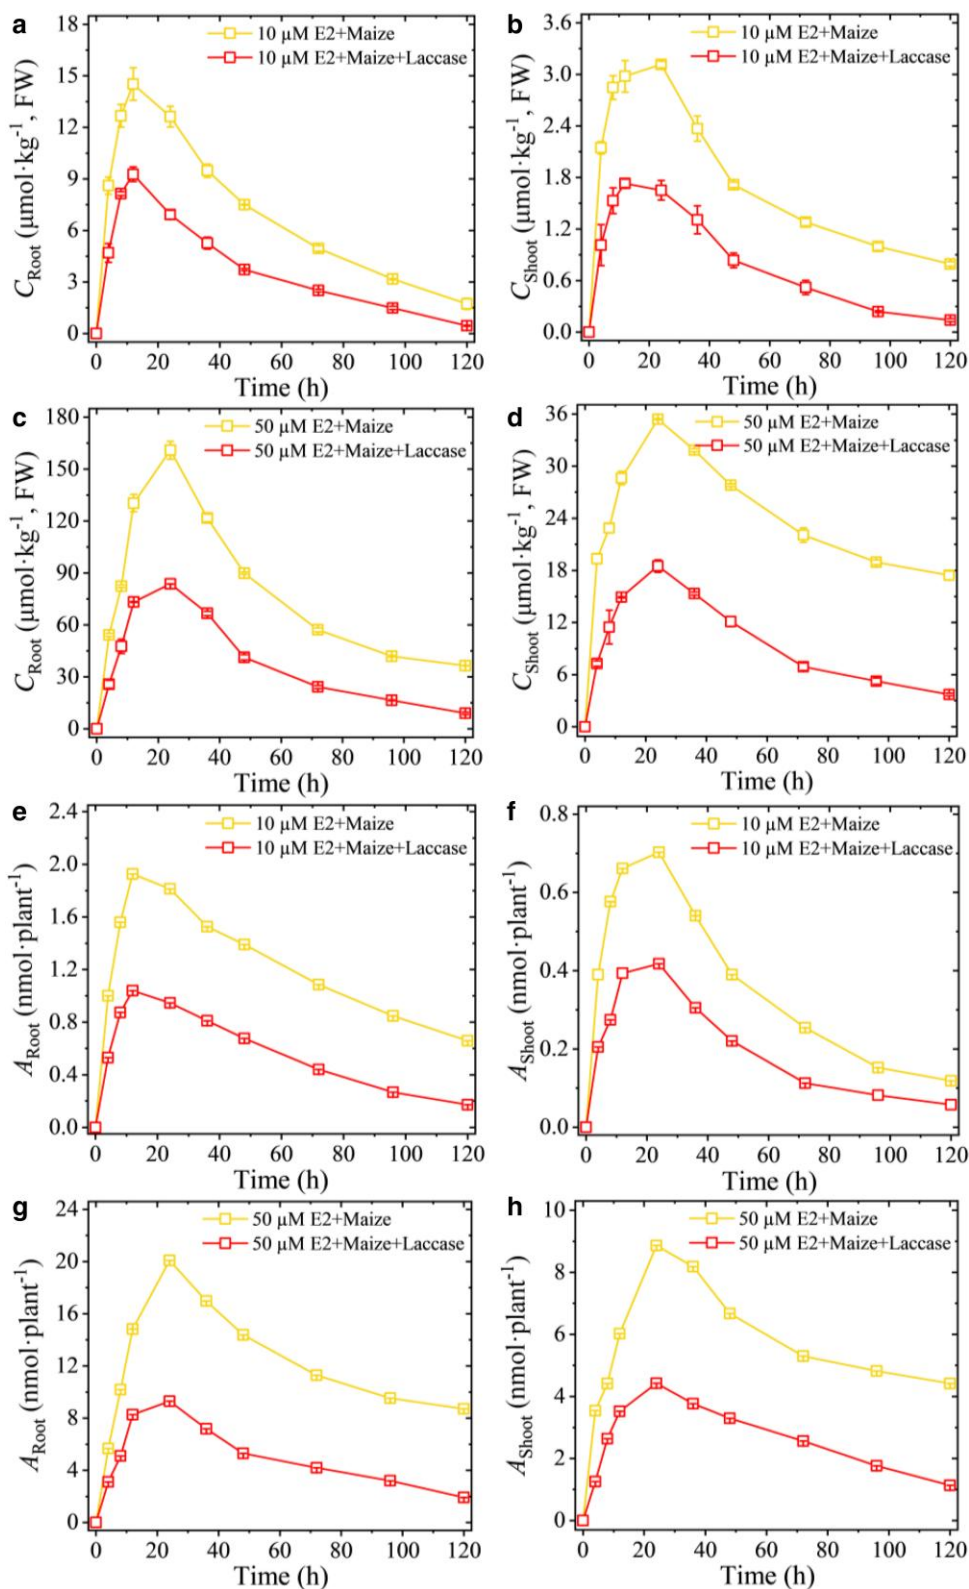 a
18
15
12
9
6
3
0
C_Root (μmol·kg⁻¹, FW)
10 μM E2+Maize
10 μM E2+Maize+Laccase
0 20 40 60 80 100 120
Time (h)
b
3.6
3.0
2.4
1.8
1.2
0.6
0.0
C_Shoot (μmol·kg⁻¹, FW)
10 μM E2+Maize
10 μM E2+Maize+Laccase
0 20 40 60 80 100 120
Time (h)
c
180
150
120
90
60
30
0
C_Root (μmol·kg⁻¹, FW)
50 μM E2+Maize
50 μM E2+Maize+Laccase
0 20 40 60 80 100 120
Time (h)
d
36
30
24
18
12
6
0
C_Shoot (μmol·kg⁻¹, FW)
50 μM E2+Maize
50 μM E2+Maize+Laccase
0 20 40 60 80 100 120
Time (h)
e
2.4
2.0
1.6
1.2
0.8
0.4
0.0
A_Root (nmol·plant⁻¹)
10 μM E2+Maize
10 μM E2+Maize+Laccase
0 20 40 60 80 100 120
Time (h)
f
0.8
0.6
0.4
0.2
0.0
A_Shoot (nmol·plant⁻¹)
10 μM E2+Maize
10 μM E2+Maize+Laccase
0 20 40 60 80 100 120
Time (h)
g
24
20
16
12
8
4
0
A_Root (nmol·plant⁻¹)
50 μM E2+Maize
50 μM E2+Maize+Laccase
0 20 40 60 80 100 120
Time (h)
h
10
8
6
4
2
0
A_Shoot (nmol·plant⁻¹)
50 μM E2+Maize
50 μM E2+Maize+Laccase
0 20 40 60 80 100 120
Time (h)